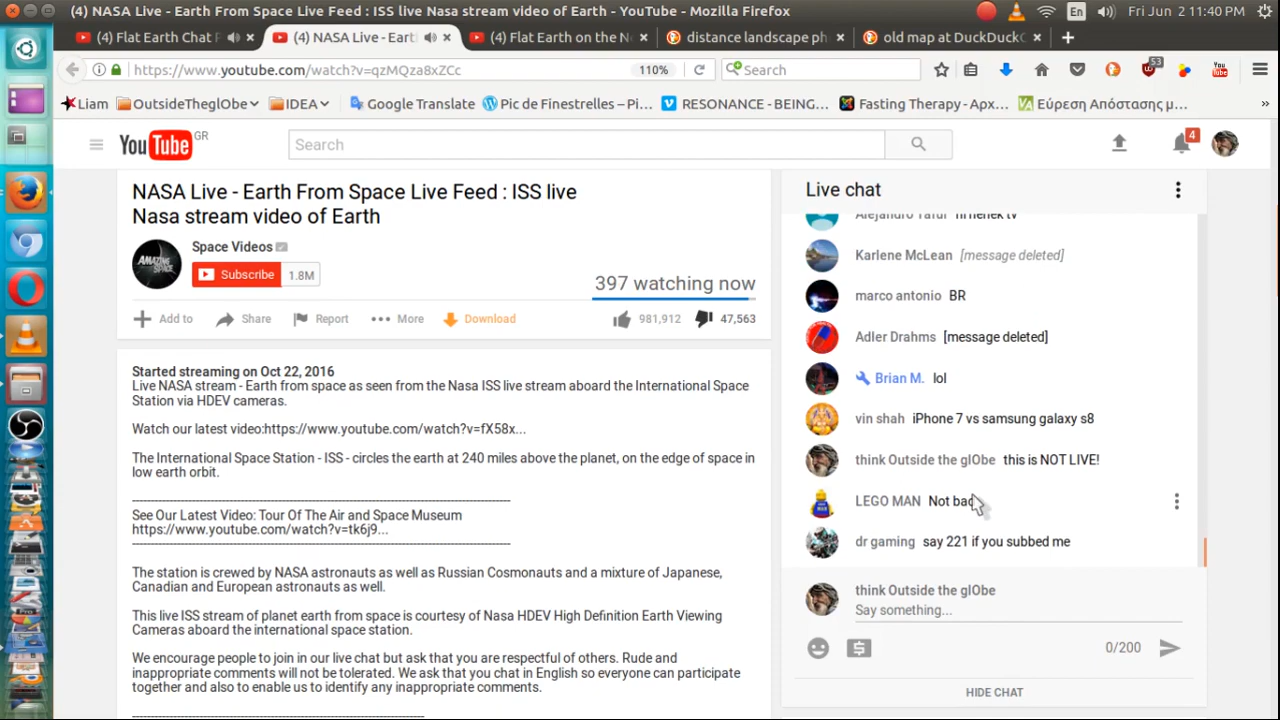 (4) NASA Live - Earth From Space Live Feed : ISS live Nasa stream video of Earth - YouTube - Mozilla Firefox
En
Fri Jun 2 11:40 PM
(4) Flat Earth Chat
(4) NASA Live - Eart
(4) Flat Earth on the N
distance landscape ph
old map at DuckDuck
https://www.youtube.com/watch?v=qzMQza8xZCc
110%
Search
53
Liam
OutsideTheglObe
IDEA
Google Translate
Pic de Finestrelles – Pi...
RESONANCE - BEING...
Fasting Therapy - Apx...
Εύρεση Απόστασης μ...
YouTube GR
Search
4
NASA Live - Earth From Space Live Feed : ISS live
Nasa stream video of Earth
AMAZING SPACE
Space Videos
Subscribe 1.8M
397 watching now
Add to
Share
Report
More
Download
981,912
47,563
Started streaming on Oct 22, 2016
Live NASA stream - Earth from space as seen from the Nasa ISS live stream aboard the International Space
Station via HDEV cameras.
Watch our latest video:https://www.youtube.com/watch?v=fX58x...
The International Space Station - ISS - circles the earth at 240 miles above the planet, on the edge of space in
low earth orbit.
--------------------------------------------------------------------------------------
See Our Latest Video: Tour Of The Air and Space Museum
https://www.youtube.com/watch?v=tk6j9...
--------------------------------------------------------------------------------------
The station is crewed by NASA astronauts as well as Russian Cosmonauts and a mixture of Japanese,
Canadian and European astronauts as well.
This live ISS stream of planet earth from space is courtesy of Nasa HDEV High Definition Earth Viewing
Cameras aboard the international space station.
We encourage people to join in our live chat but ask that you are respectful of others. Rude and
inappropriate comments will not be tolerated. We ask that you chat in English so everyone can participate
together and also to enable us to identify any inappropriate comments.
Live chat
Karlene McLean [message deleted]
marco antonio BR
Adler Drahms [message deleted]
Brian M. lol
vin shah iPhone 7 vs samsung galaxy s8
think Outside the glObe this is NOT LIVE!
LEGO MAN Not bad
dr gaming say 221 if you subbed me
think Outside the glObe
Say something...
0/200
HIDE CHAT